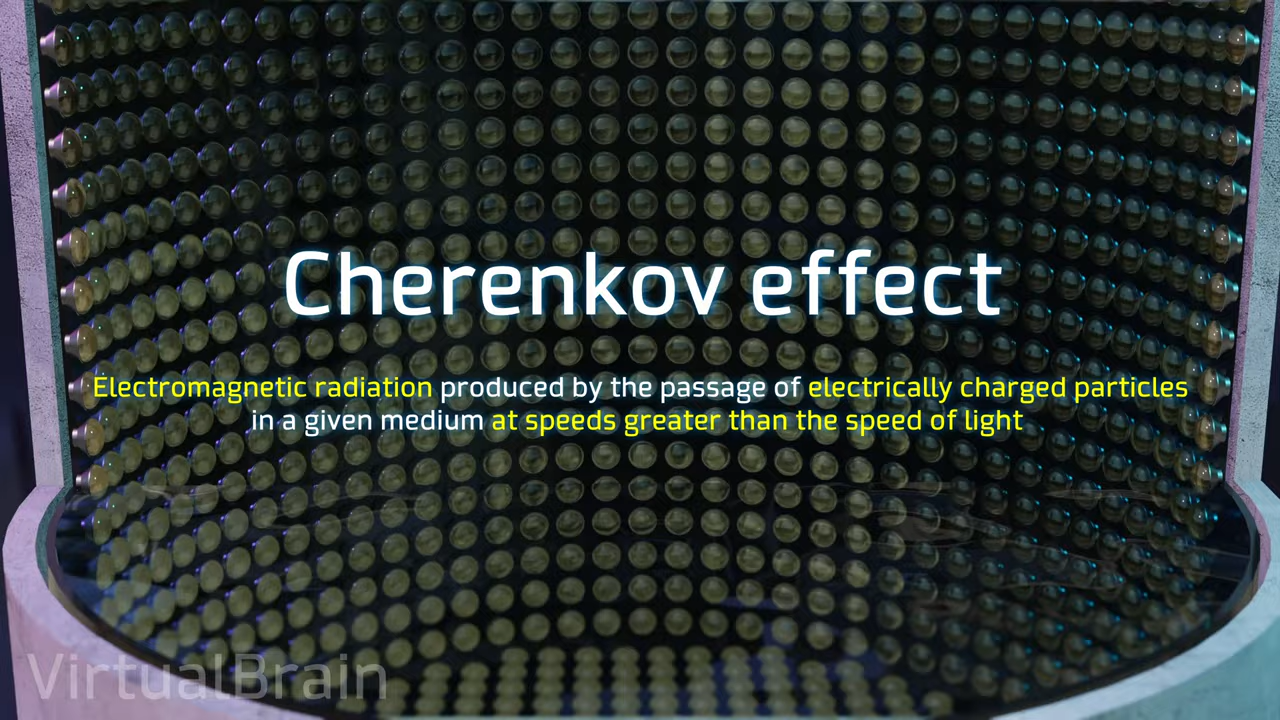 Cherenkov effect
Electromagnetic radiation produced by the passage of electrically charged particles
in a given medium at speeds greater than the speed of light
VirtualBrain